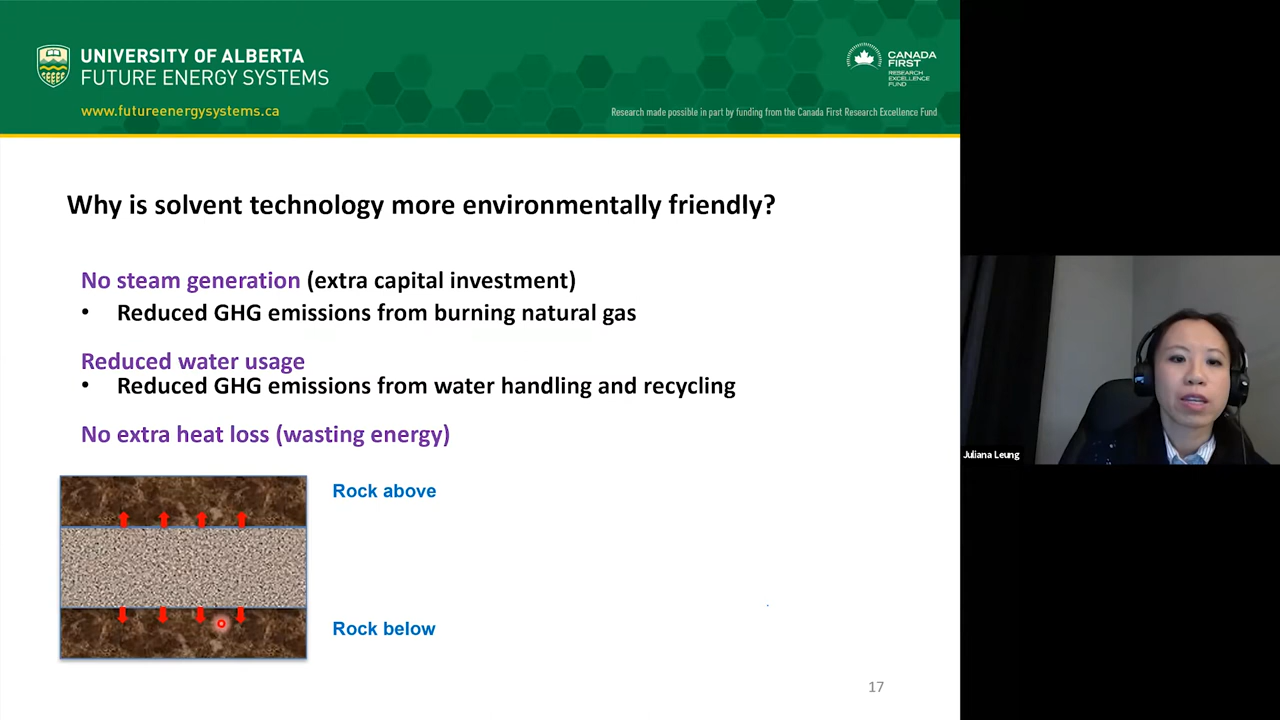 UNIVERSITY OF ALBERTA
FUTURE ENERGY SYSTEMS
www.futureenergysystems.ca
CANADA
FIRST
RESEARCH
EXCELLENCE
FUND
Research made possible in part by funding from the Canada First Research Excellence Fund
Why is solvent technology more environmentally friendly?
No steam generation (extra capital investment)
• Reduced GHG emissions from burning natural gas
Reduced water usage
• Reduced GHG emissions from water handling and recycling
No extra heat loss (wasting energy)
Rock above
Rock below
17
Juliana Leung